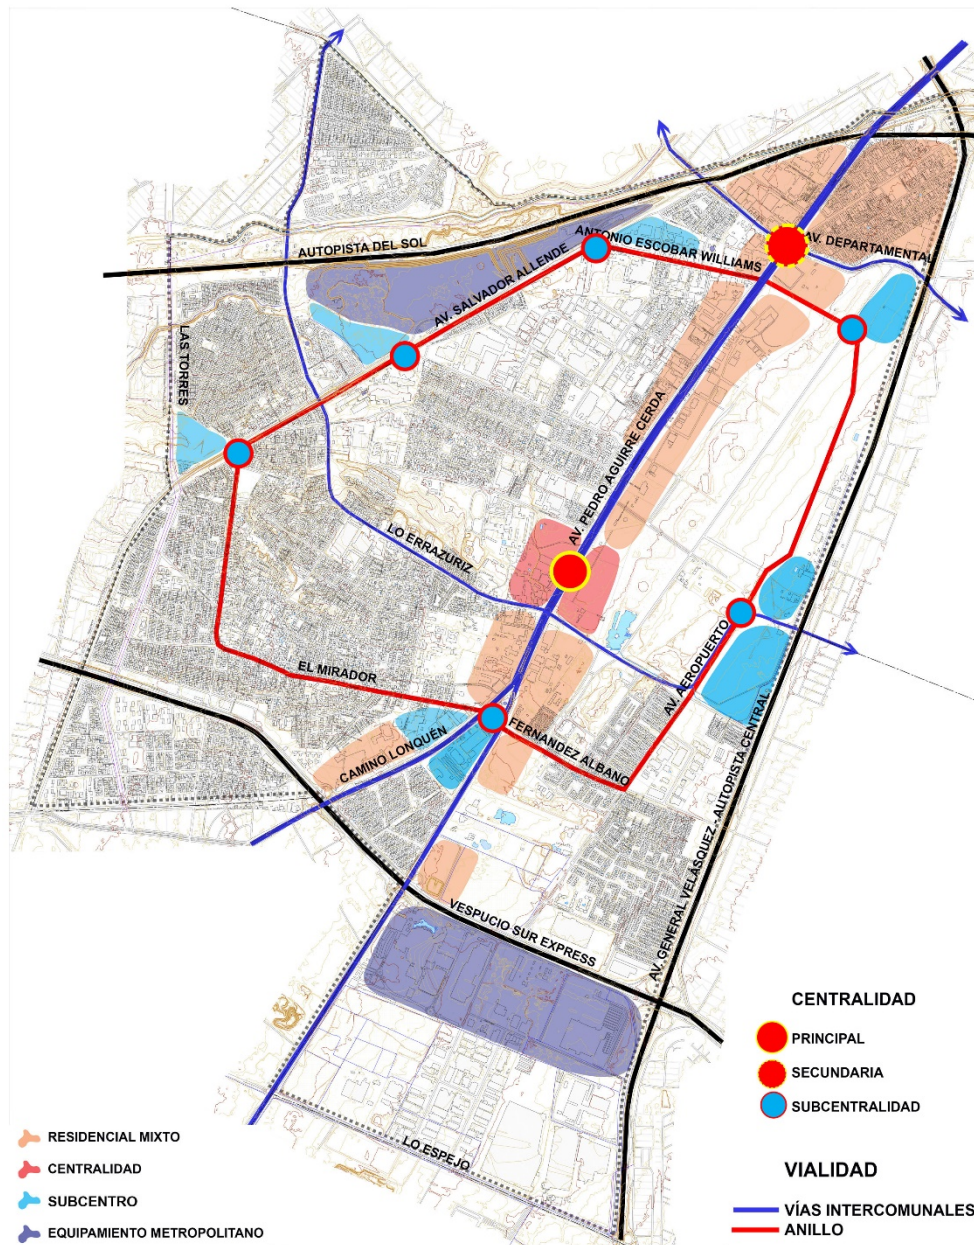 AUTOPISTA DEL SOL
ANTONIO ESCOBAR WILLIAMS
AV. DEPARTAMENTAL
AV. SALVADOR ALLENDE
LAS TORRES
AV. PEDRO AGUIRRE CERDA
LO ERRAZURIZ
EL MIRADOR
AV. AEROPUERTO
CAMINO LONQUÉN
FERNANDEZ ALBANO
AV. GENERAL VELÁSQUEZ - AUTOPISTA CENTRAL
VESPUCIO SUR EXPRESS
LO ESPEJO
CENTRALIDAD
PRINCIPAL
SECUNDARIA
SUBCENTRALIDAD
RESIDENCIAL MIXTO
CENTRALIDAD
SUBCENTRO
EQUIPAMIENTO METROPOLITANO
VIALIDAD
VÍAS INTERCOMUNALES
ANILLO